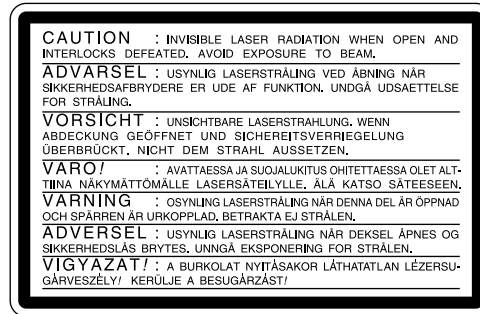 CAUTION : INVISIBLE LASER RADIATION WHEN OPEN AND
INTERLOCKS DEFEATED. AVOID EXPOSURE TO BEAM.
ADVARSEL : USYNLIG LASERSTRÅLING VED ÅBNING NÅR
SIKKERHEDSAFBRYDERE ER UDE AF FUNKTION. UNDGÅ UDSAETTELSE
FOR STRÅLING.
VORSICHT : UNSICHTBARE LASERSTRAHLUNG. WENN
ABDECKUNG GEÖFFNET UND SICHEREITSVERRIEGELUNG
ÜBERBRÜCKT. NICHT DEM STRAHL AUSSETZEN.
VARO! : AVATTAESSA JA SUOJALUKITUS OHITETTAESSA OLET ALT-
TIINA NÄKYMÄTTÖMÄLLE LASERSÄTEILYLLE. ÄLÄ KATSO SÄTEESEEN.
VARNING : OSYNLING LASERSTRÅLING NÅR DENNA DEL ÄR ÖPPNAD
OCH SPÄRREN ÄR URKOPPLAD. BETRAKTA EJ STRÅLEN.
ADVERSEL : USYNLIG LASERSTRÅLING NÅR DEKSEL ÅPNES OG
SIKKERHEDSLÅS BRYTES. UNNGÅ EKSPONERING FOR STRÅLEN.
VIGYAZAT! : A BURKOLAT NYITÁSAKOR LÁTHATATLAN LÉZERSU-
GÁRVESZÉLY! KERÜLJE A BESUGÁRZÁST!